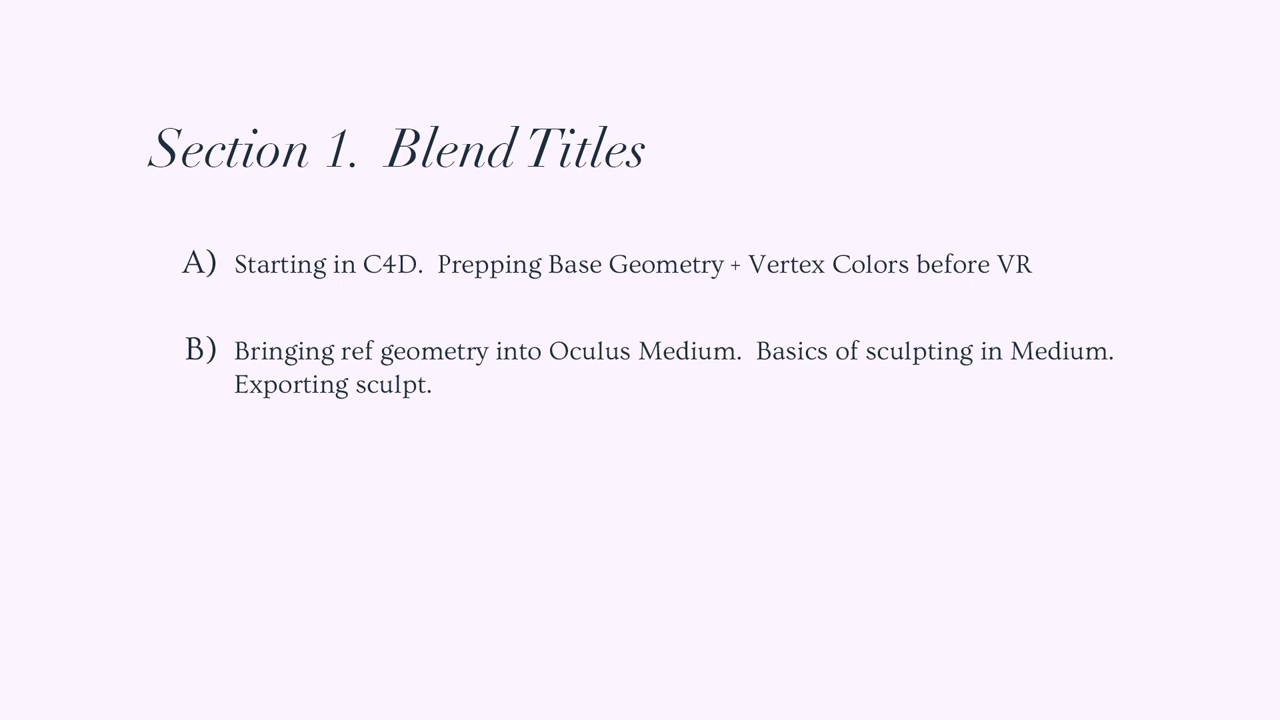 Section 1.  Blend Titles
A) Starting in C4D.  Prepping Base Geometry + Vertex Colors before VR
B) Bringing ref geometry into Oculus Medium.  Basics of sculpting in Medium.
Exporting sculpt.